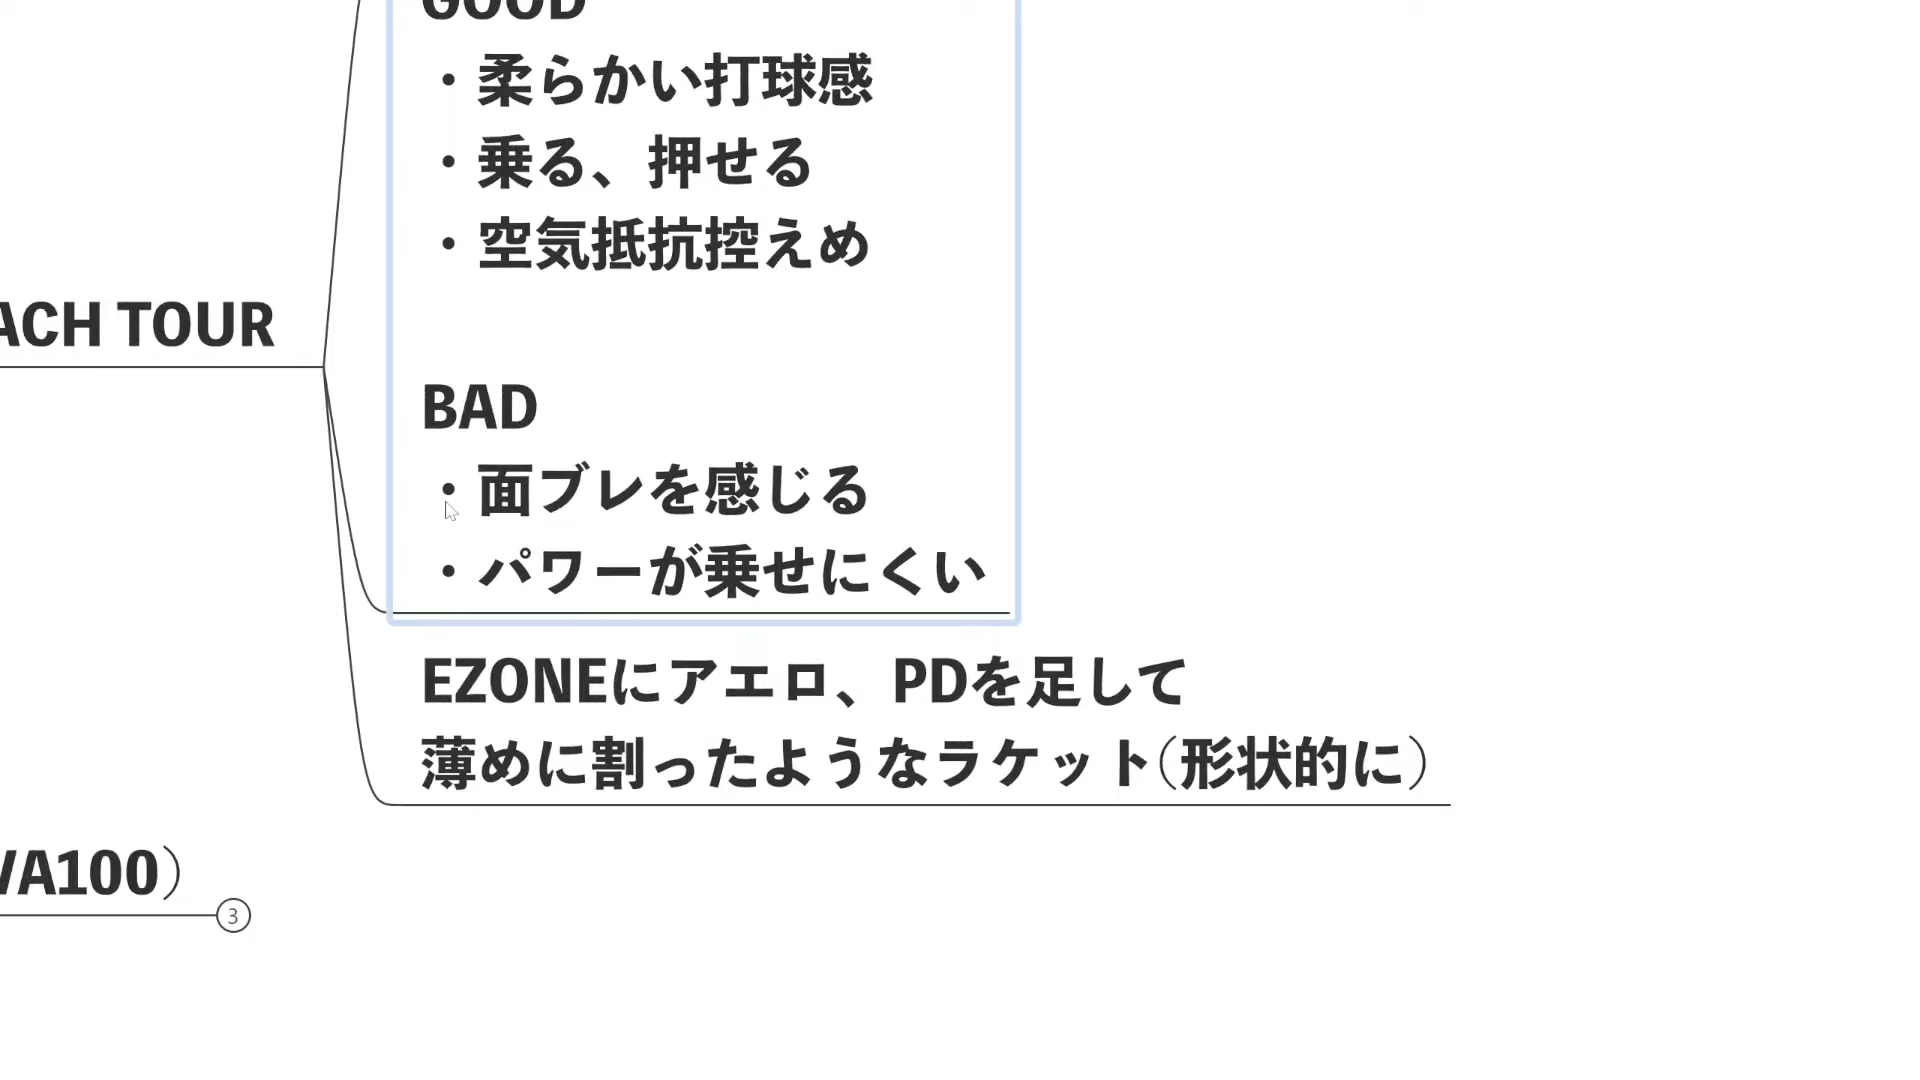 GOOD
・柔らかい打球感
・乗る、押せる
・空気抵抗控えめ
ACH TOUR
BAD
・面ブレを感じる
・パワーが乗せにくい
EZONEにアエロ、PDを足して
薄めに割ったようなラケット(形状的に)
VA100)
3